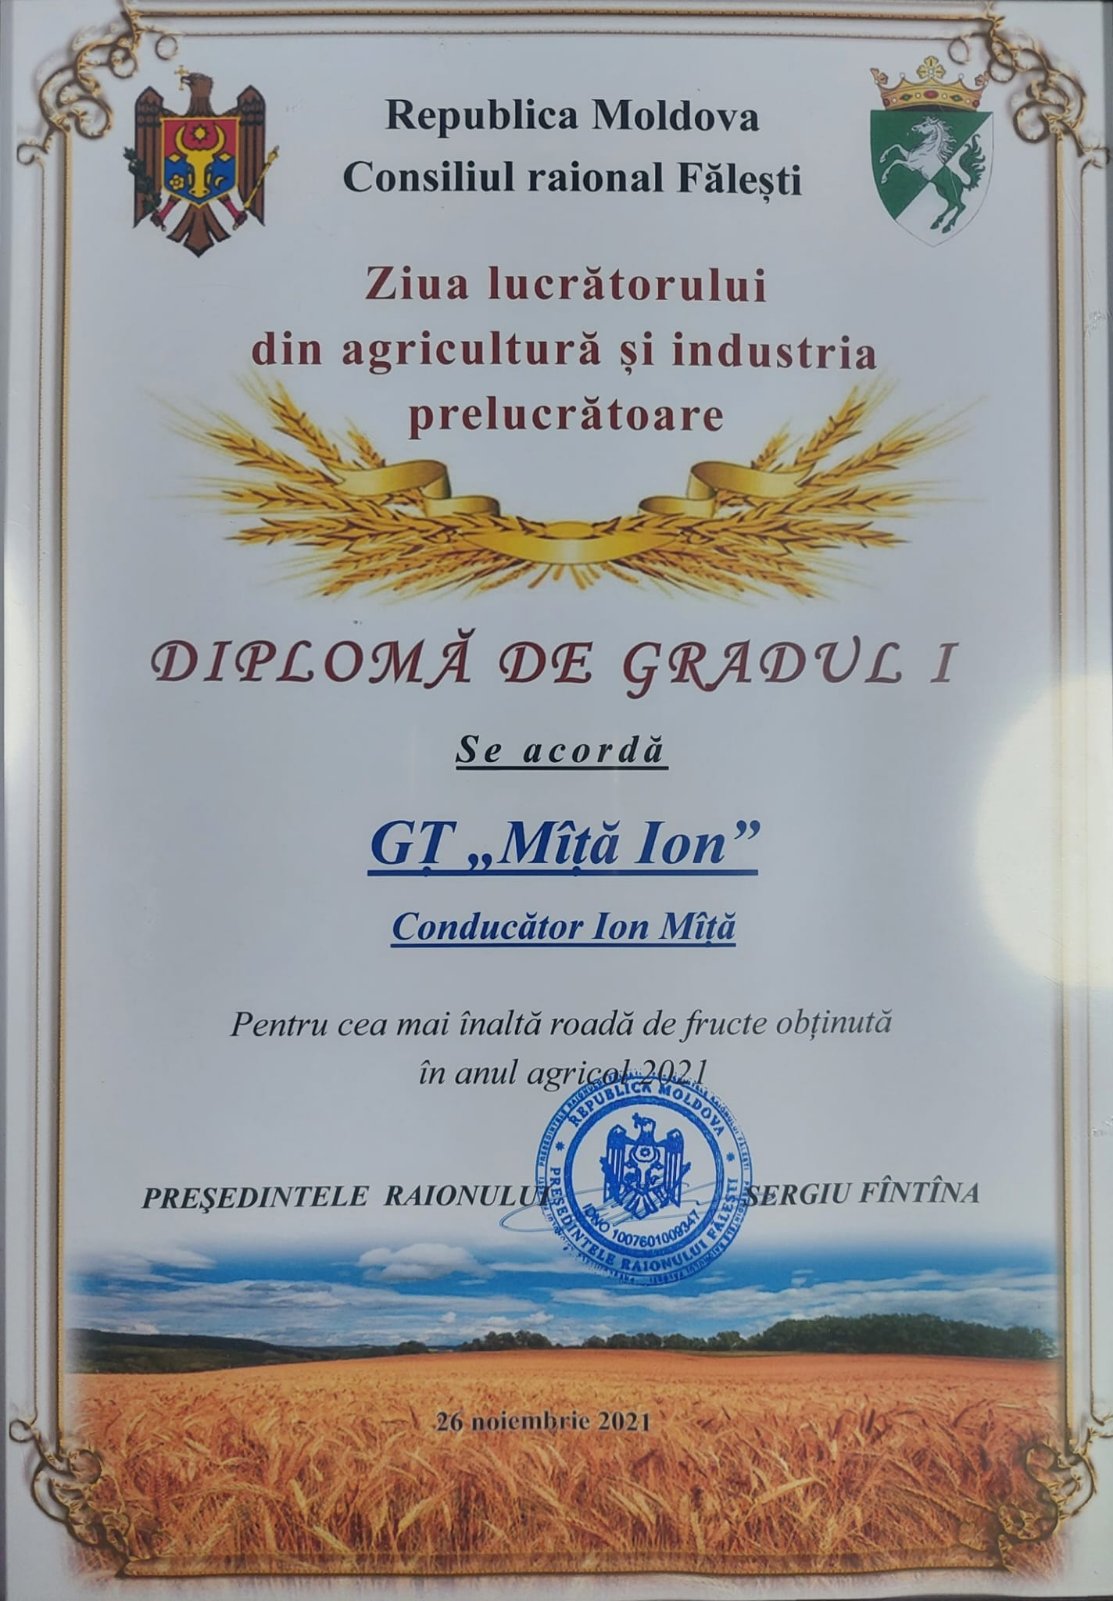 Republica Moldova
Consiliul raional Fălești
Ziua lucrătorului
din agricultură și industria
prelucrătoare
DIPLOMĂ DE GRADUL I
Se acordă
GȚ „Mîță Ion”
Conducător Ion Mîță
Pentru cea mai înaltă roadă de fructe obținută
în anul agricol 2021
PREŞEDINTELE RAIONULUI SERGIU FÎNTÎNA
REPUBLICA MOLDOVA
PREȘEDINTELE RAIONULUI FĂLEȘTI
IDNO 1007601009347
26 noiembrie 2021